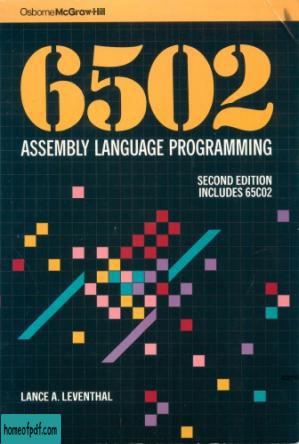 Osborne McGraw-Hill
6502
ASSEMBLY LANGUAGE PROGRAMMING
SECOND EDITION
INCLUDES 65C02
LANCE A. LEVENTHAL
homeofpdf.com